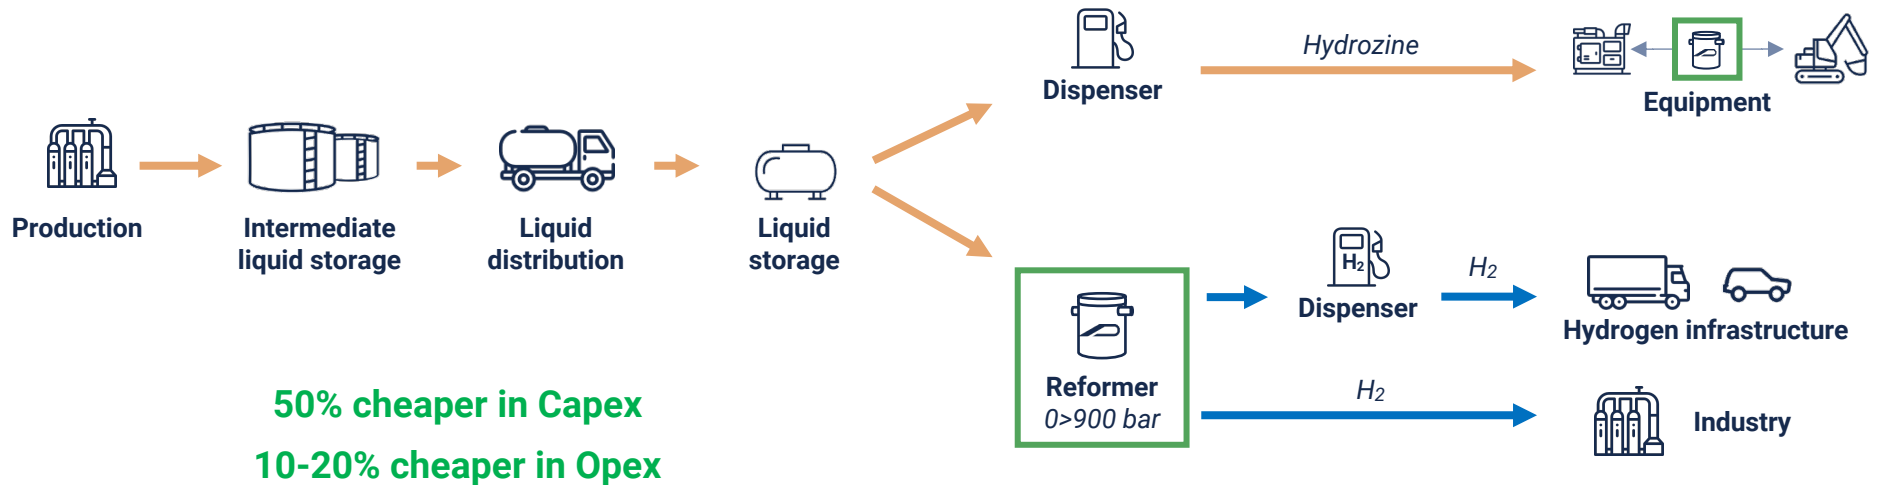 Production
Intermediate
liquid storage
Liquid
distribution
Liquid
storage
Dispenser
Hydrozine
Equipment
Reformer
0>900 bar
H₂
Dispenser
H₂
Hydrogen infrastructure
H₂
Industry
50% cheaper in Capex
10-20% cheaper in Opex